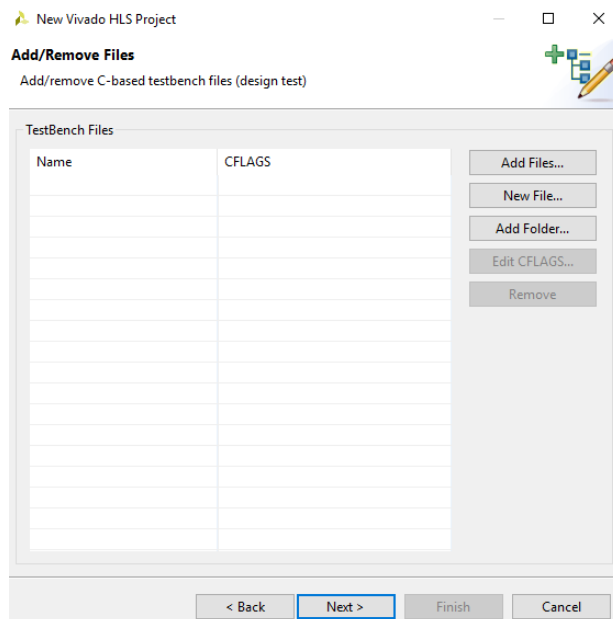 New Vivado HLS Project
Add/Remove Files
Add/remove C-based testbench files (design test)
TestBench Files
Name CFLAGS
Add Files...
New File...
Add Folder...
Edit CFLAGS...
Remove
< Back Next > Finish Cancel